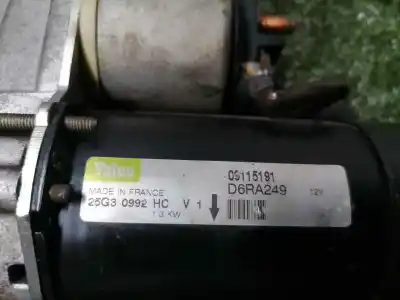 Valeo
09115191
MADE IN FRANCE
D6RA249
12V
25G3 0992 HC V 1
1.3 KW